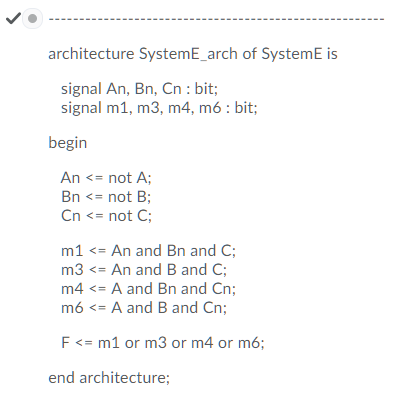 ------------------------------------------------------------
architecture SystemE_arch of SystemE is
signal An, Bn, Cn : bit;
signal m1, m3, m4, m6 : bit;
begin
An <= not A;
Bn <= not B;
Cn <= not C;
m1 <= An and Bn and C;
m3 <= An and B and C;
m4 <= A and Bn and Cn;
m6 <= A and B and Cn;
F <= m1 or m3 or m4 or m6;
end architecture;